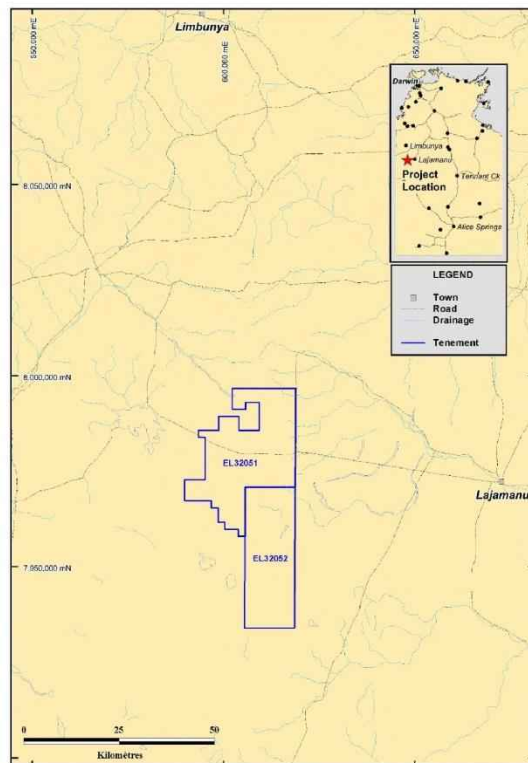 Limbunya
550,000 mE
600,000 mE
650,000 mE
Darwin
Limbunya
Lajamanu
Tennant Ck
Project
Location
Alice Springs
8,050,000 mN
LEGEND
Town
Road
Drainage
Tenement
8,000,000 mN
EL32051
Lajamanu
EL32052
7,950,000 mN
0 25 50
Kilomètres